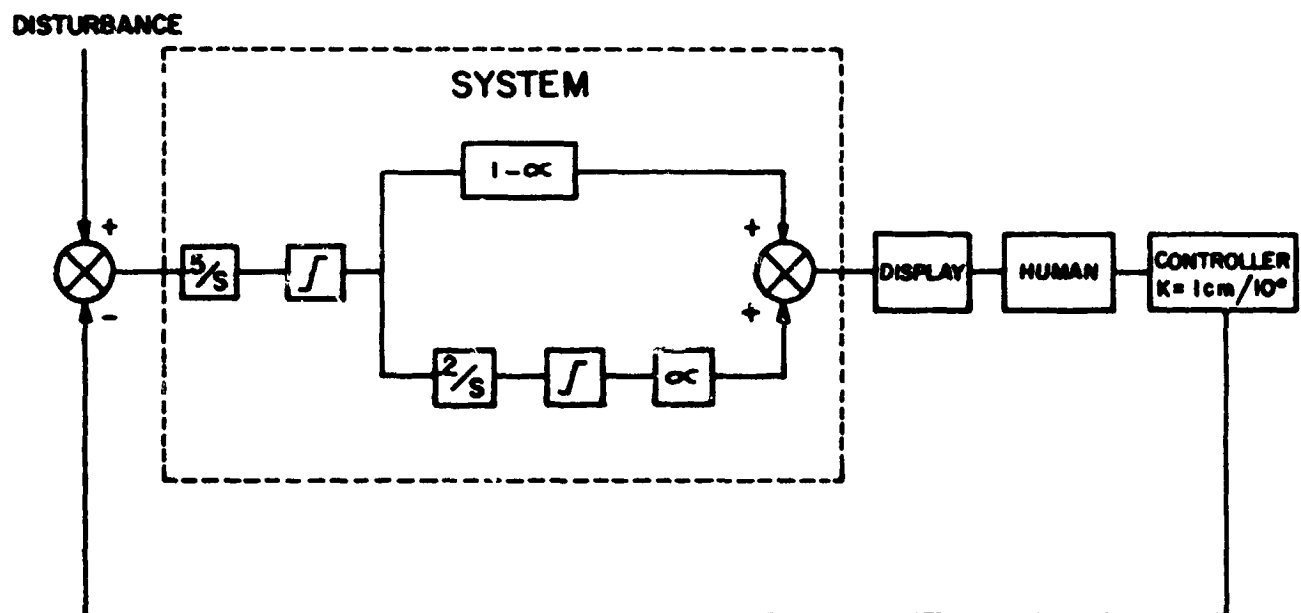 DISTURBANCE
SYSTEM
1-α
+
+
5/S
∫
DISPLAY
HUMAN
CONTROLLER
K= 1cm/10°
-
+
2/S
∫
α